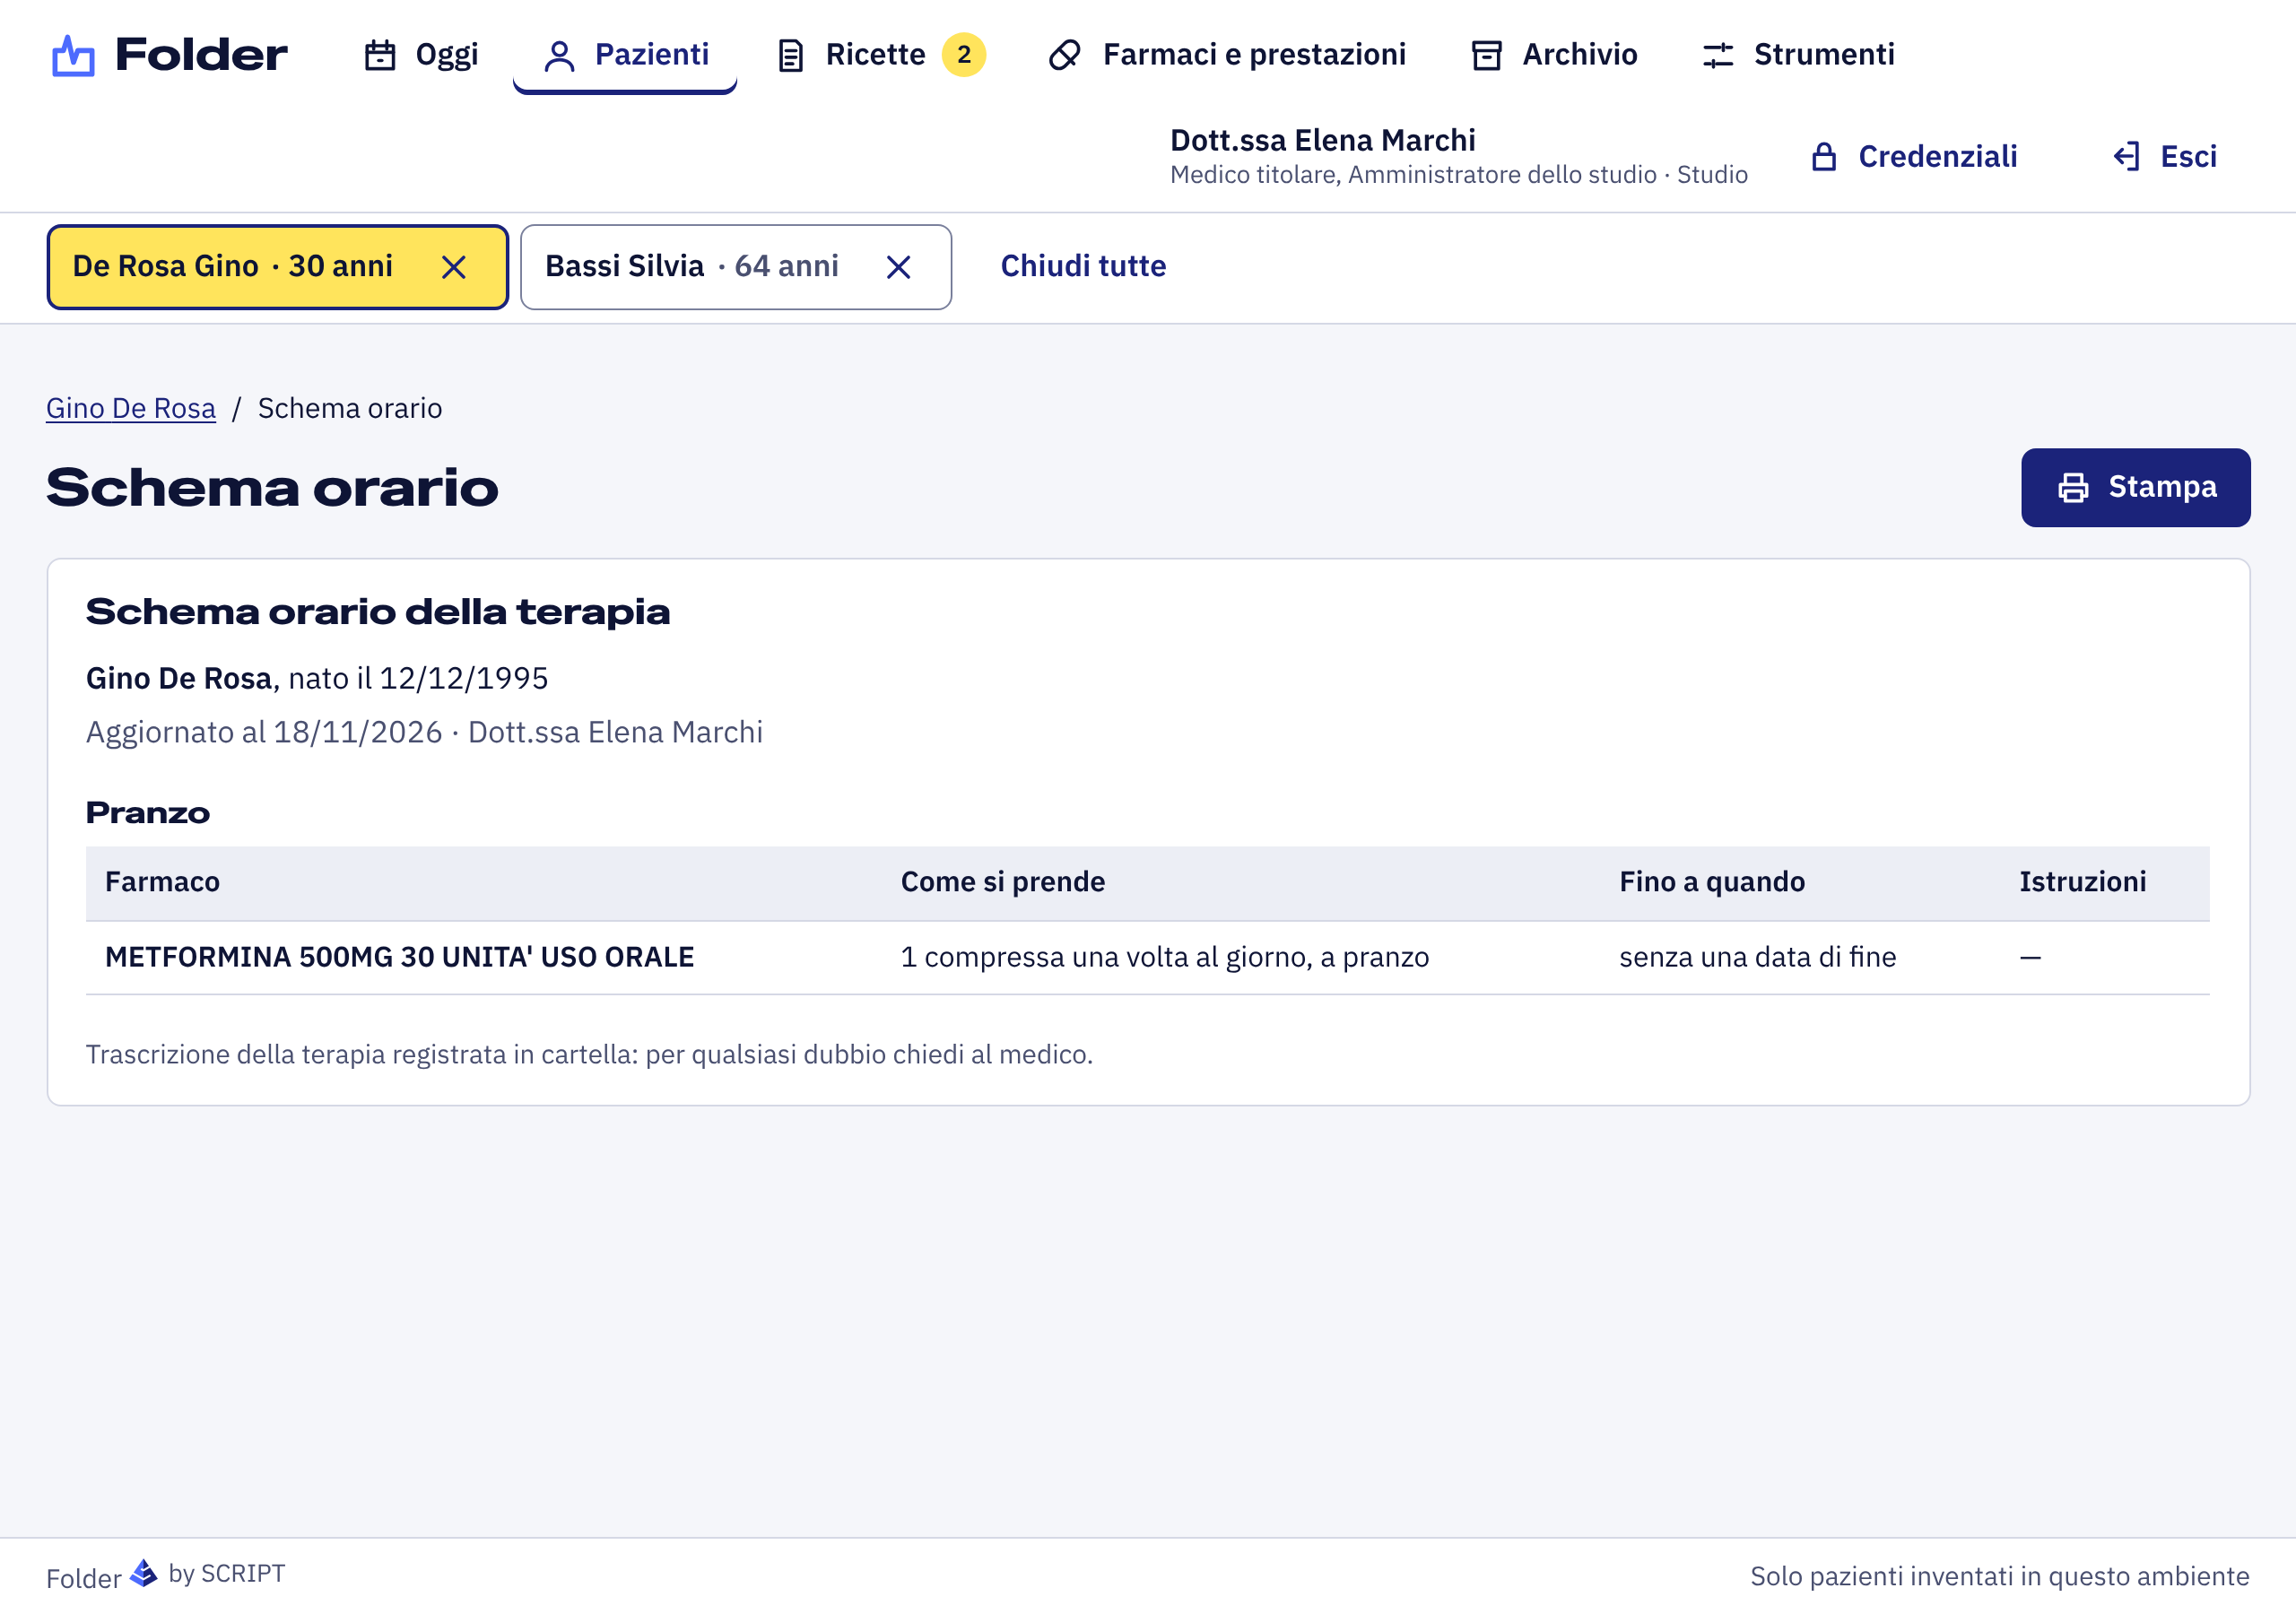 Folder
Oggi
Pazienti
Ricette 2
Farmaci e prestazioni
Archivio
Strumenti
Dott.ssa Elena Marchi
Medico titolare, Amministratore dello studio · Studio
Credenziali
Esci
De Rosa Gino · 30 anni
Bassi Silvia · 64 anni
Chiudi tutte
Gino De Rosa / Schema orario
Schema orario
Stampa
Schema orario della terapia
Gino De Rosa, nato il 12/12/1995
Aggiornato al 18/11/2026 · Dott.ssa Elena Marchi
Pranzo
Farmaco Come si prende Fino a quando Istruzioni
METFORMINA 500MG 30 UNITA' USO ORALE 1 compressa una volta al giorno, a pranzo senza una data di fine —
Trascrizione della terapia registrata in cartella: per qualsiasi dubbio chiedi al medico.
Folder by SCRIPT
Solo pazienti inventati in questo ambiente